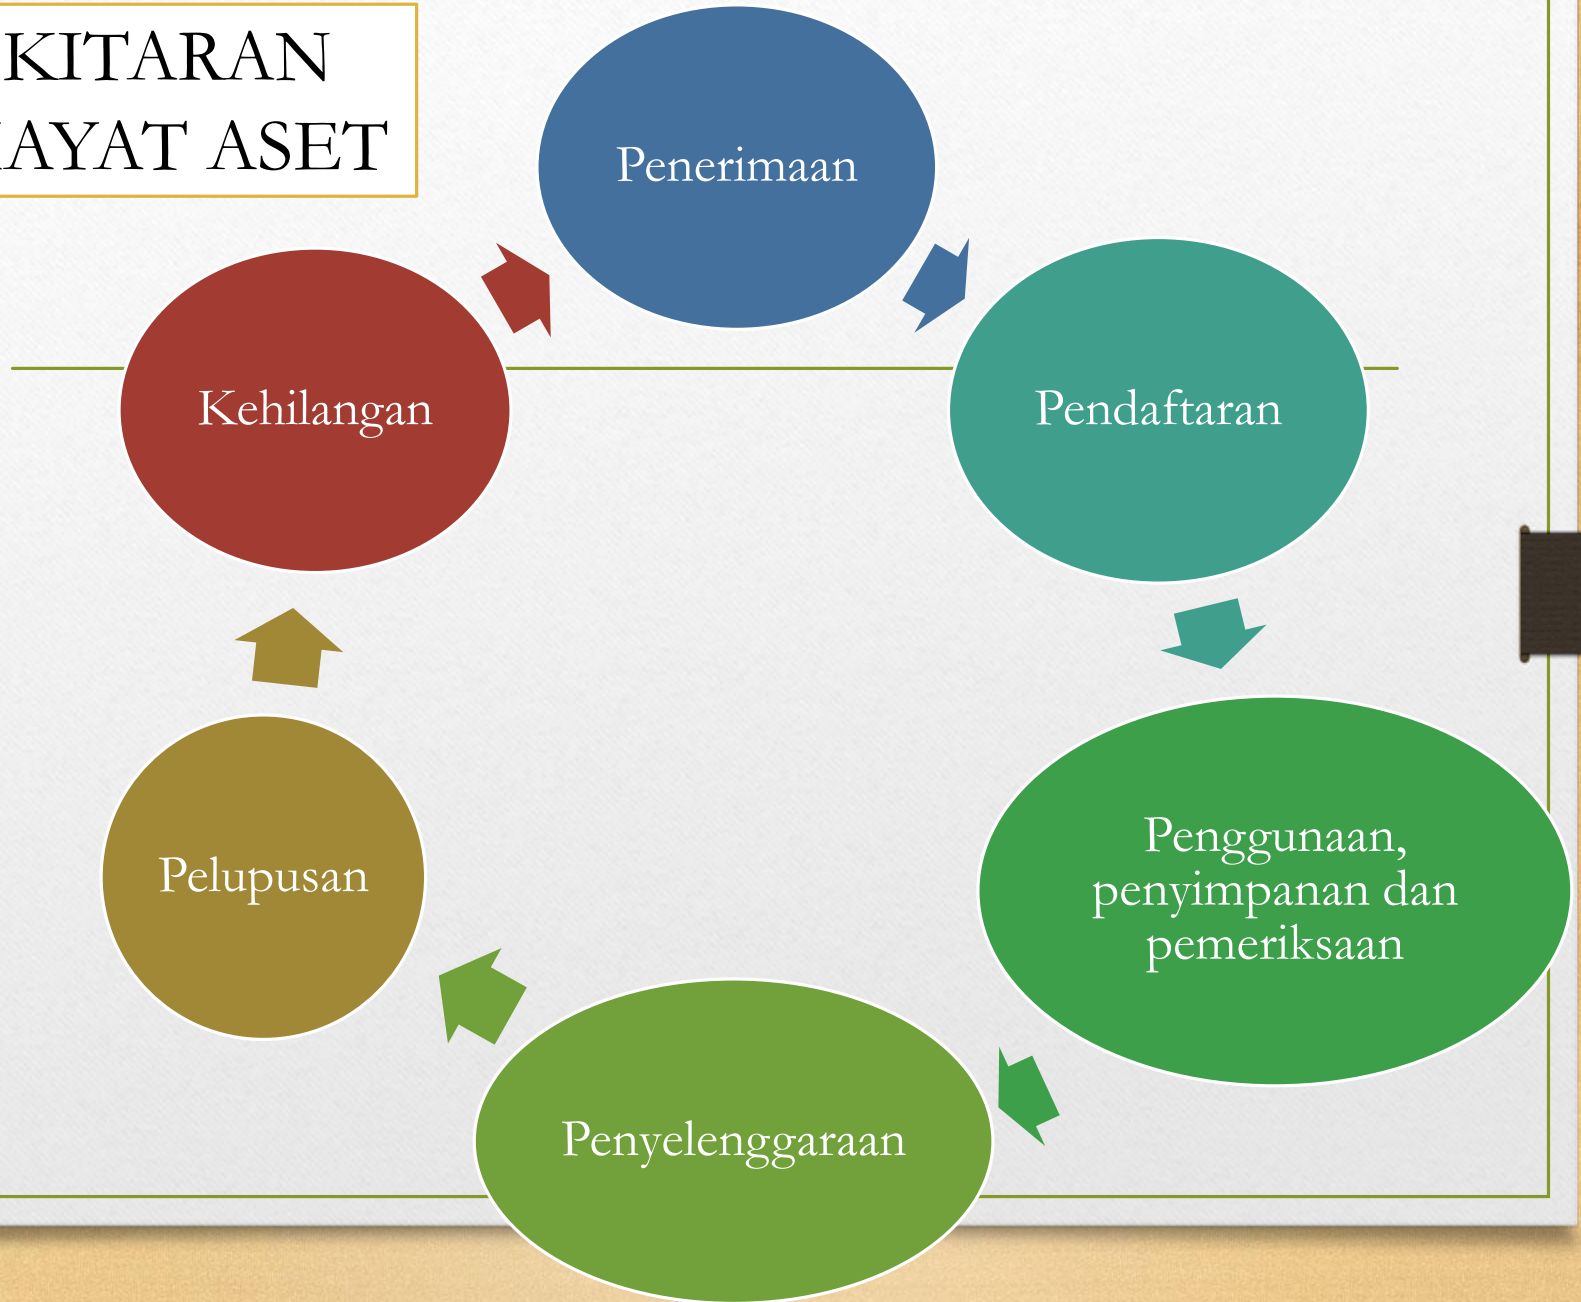 KITARAN
AYAT ASET
Penerimaan
Pendaftaran
Penggunaan,
penyimpanan dan
pemeriksaan
Penyelenggaraan
Pelupusan
Kehilangan